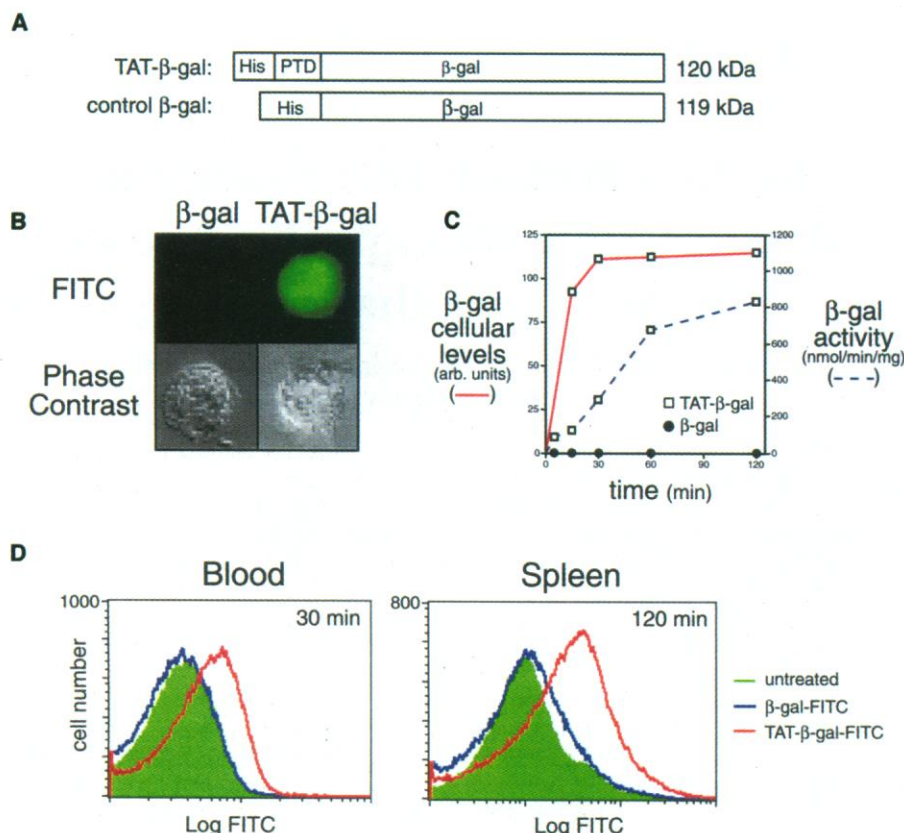 A
TAT-β-gal: His PTD β-gal 120 kDa
control β-gal: His β-gal 119 kDa
B
β-gal TAT-β-gal
FITC
Phase
Contrast
C
β-gal
cellular
levels
(arb. units)
(—)
125
100
75
50
25
0
1200
1000
800
600
400
200
0
β-gal
activity
(nmol/min/mg)
(---)
TAT-β-gal
β-gal
0 30 60 90 120
time (min)
D
Blood
1000
30 min
cell number
Log FITC
Spleen
800
120 min
Log FITC
untreated
β-gal-FITC
TAT-β-gal-FITC